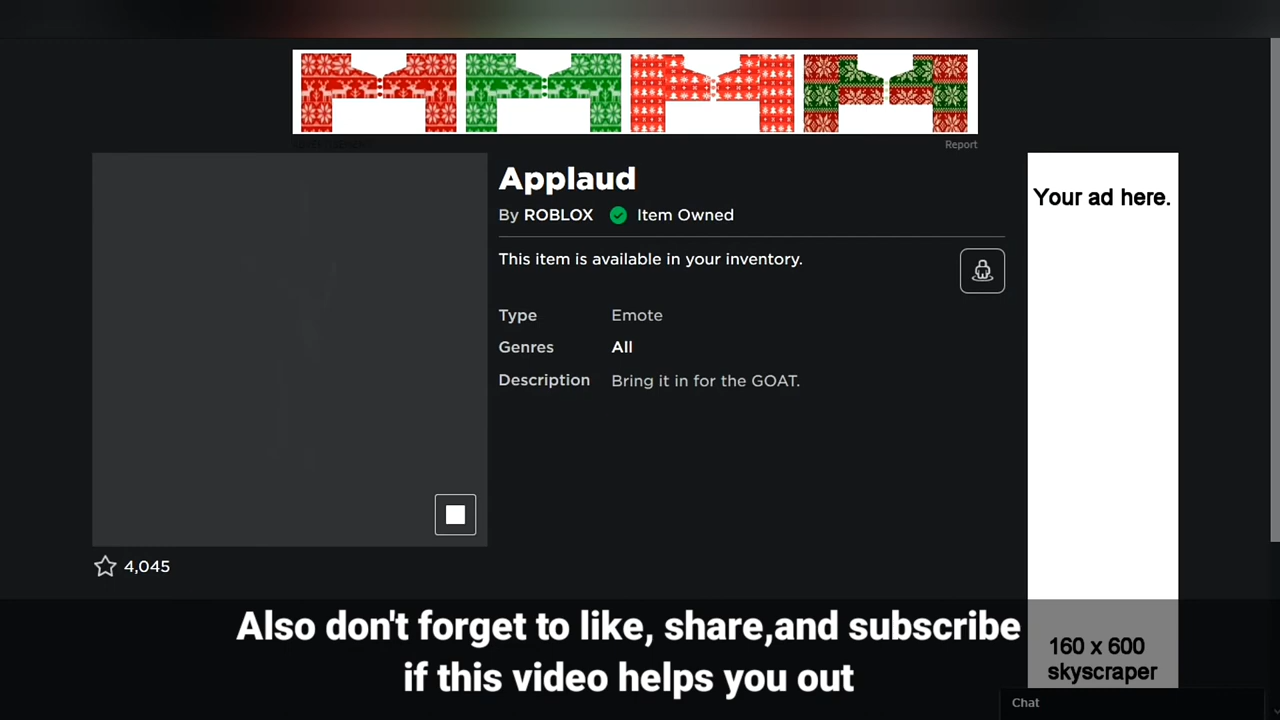 Report
Applaud
By ROBLOX Item Owned
This item is available in your inventory.
Type Emote
Genres All
Description Bring it in for the GOAT.
4,045
Your ad here.
160 x 600
skyscraper
Also don't forget to like, share,and subscribe
if this video helps you out
Chat